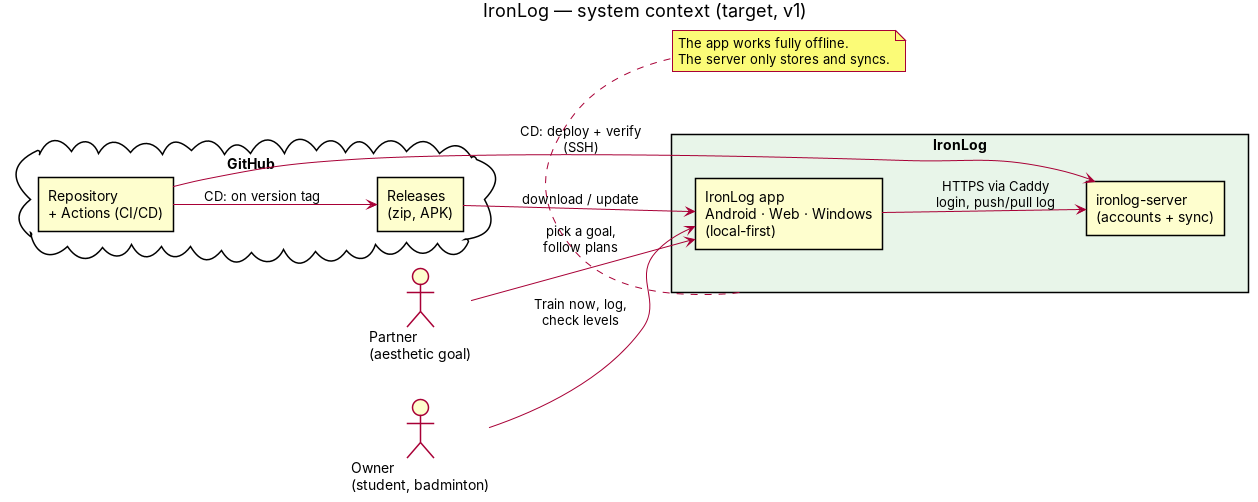 IronLog — system context (target, v1)
The app works fully offline.
The server only stores and syncs.
CD: deploy + verify
(SSH)
GitHub
IronLog
Repository
+ Actions (CI/CD)
CD: on version tag
Releases
(zip, APK)
download / update
IronLog app
Android · Web · Windows
(local-first)
HTTPS via Caddy
login, push/pull log
ironlog-server
(accounts + sync)
pick a goal,
follow plans
Train now, log,
check levels
Partner
(aesthetic goal)
Owner
(student, badminton)